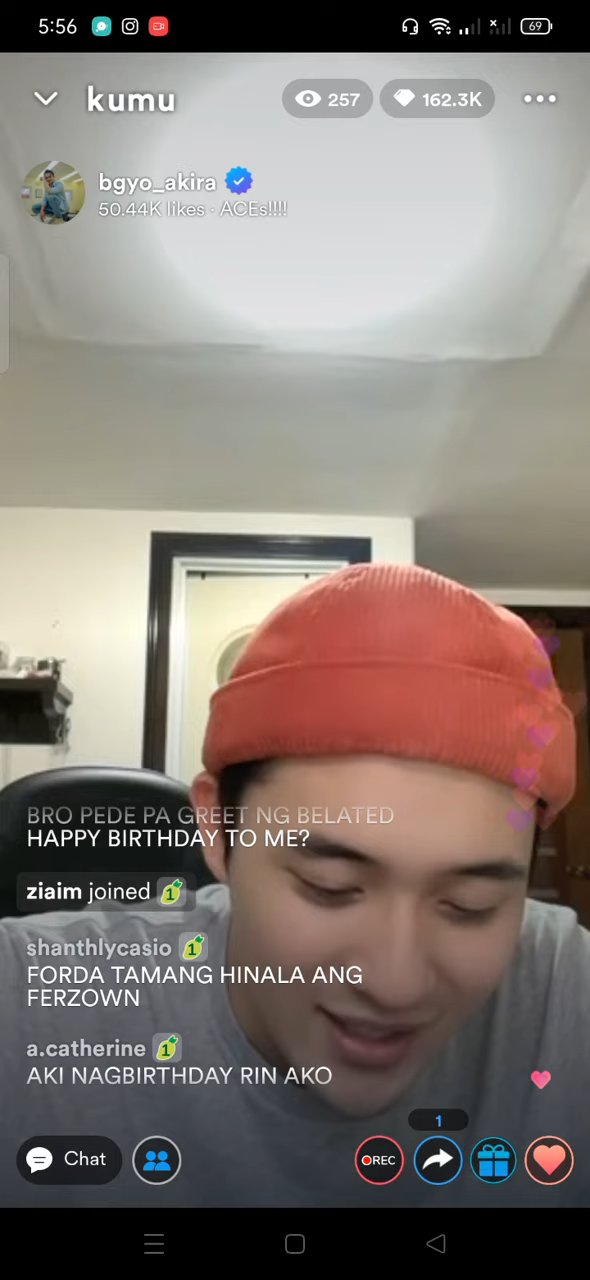 5:56
69
kumu
257
162.3K
bgyo_akira
50.44K likes · ACEs!!!!
BRO PEDE PA GREET NG BELATED
HAPPY BIRTHDAY TO ME?
ziaim joined 1
shanthlycasio 1
FORDA TAMANG HINALA ANG
FERZOWN
a.catherine 1
AKI NAGBIRTHDAY RIN AKO
1
Chat
REC